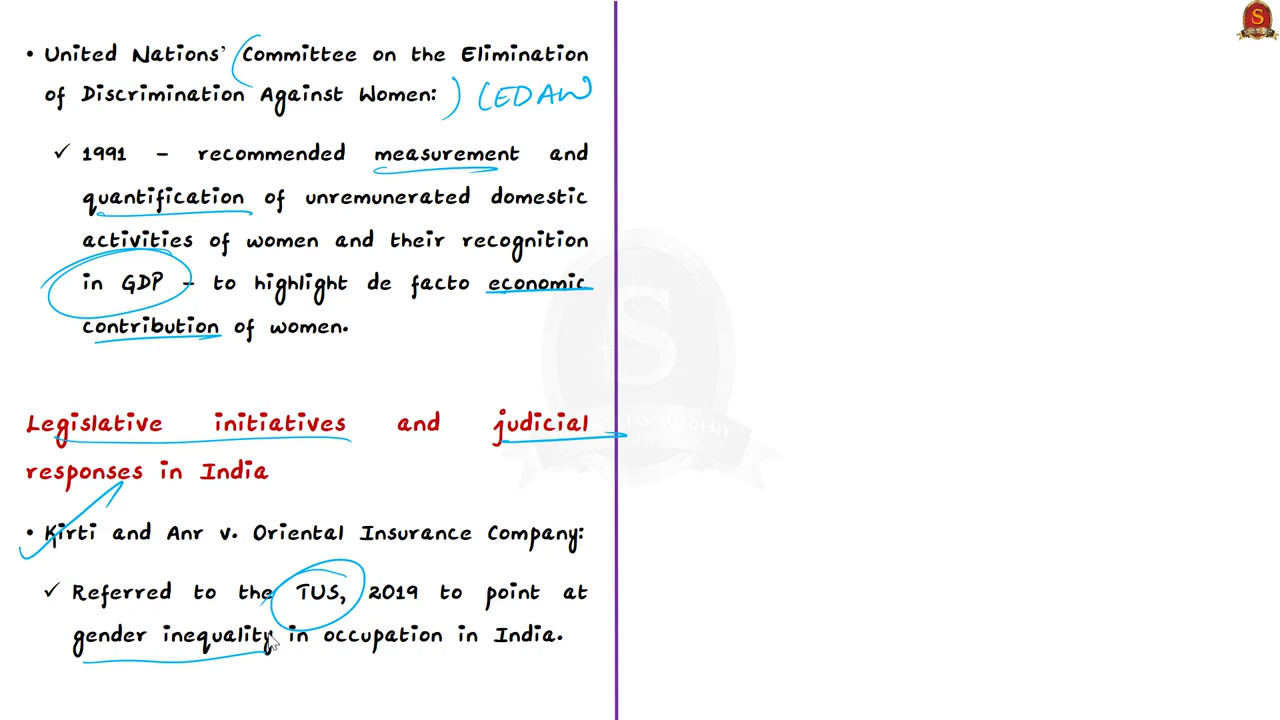 • United Nations' Committee on the Elimination
of Discrimination Against Women: ) (EDAW
✓ 1991 - recommended measurement and
quantification of unremunerated domestic
activities of women and their recognition
in GDP - to highlight de facto economic
contribution of women.
Legislative initiatives and judicial
responses in India
• Kirti and Anr v. Oriental Insurance Company:
✓ Referred to the TUS, 2019 to point at
gender inequality in occupation in India.
S
IAS ACADEMY